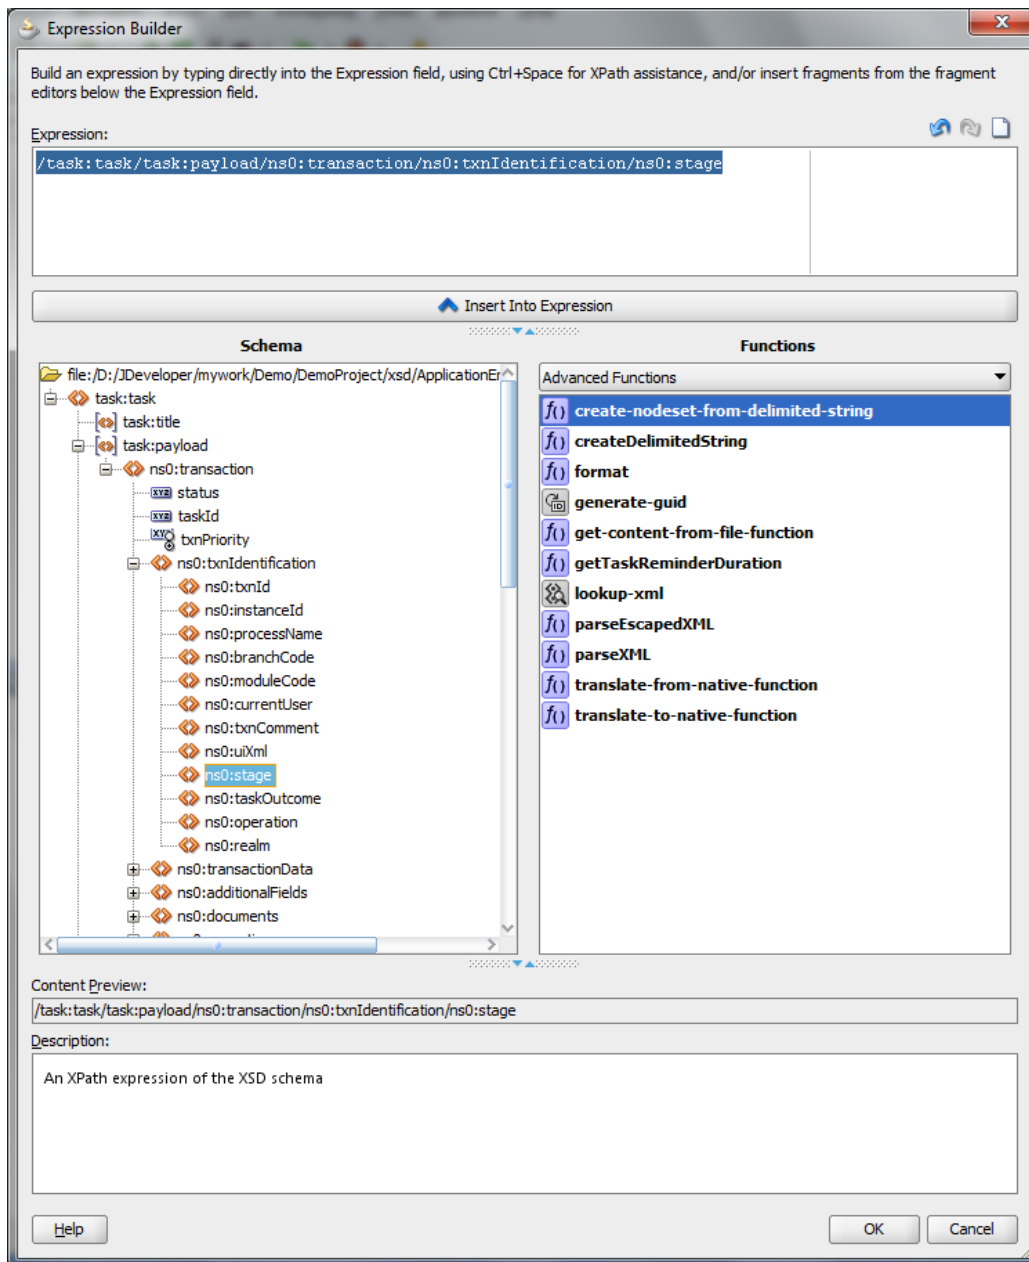 Expression Builder
Build an expression by typing directly into the Expression field, using Ctrl+Space for XPath assistance, and/or insert fragments from the fragment
editors below the Expression field.
Expression:
/task:task/task:payload/ns0:transaction/ns0:txnIdentification/ns0:stage
Insert Into Expression
Schema
file:/D:/JDeveloper/mywork/Demo/DemoProject/xsd/ApplicationEr
task:task
task:title
task:payload
ns0:transaction
status
taskId
txnPriority
ns0:txnIdentification
ns0:txnId
ns0:instanceId
ns0:processName
ns0:branchCode
ns0:moduleCode
ns0:currentUser
ns0:txnComment
ns0:uiXml
ns0:stage
ns0:taskOutcome
ns0:operation
ns0:realm
ns0:transactionData
ns0:additionalFields
ns0:documents
Functions
Advanced Functions
create-nodeset-from-delimited-string
createDelimitedString
format
generate-guid
get-content-from-file-function
getTaskReminderDuration
lookup-xml
parseEscapedXML
parseXML
translate-from-native-function
translate-to-native-function
Content Preview:
/task:task/task:payload/ns0:transaction/ns0:txnIdentification/ns0:stage
Description:
An XPath expression of the XSD schema
Help
OK
Cancel